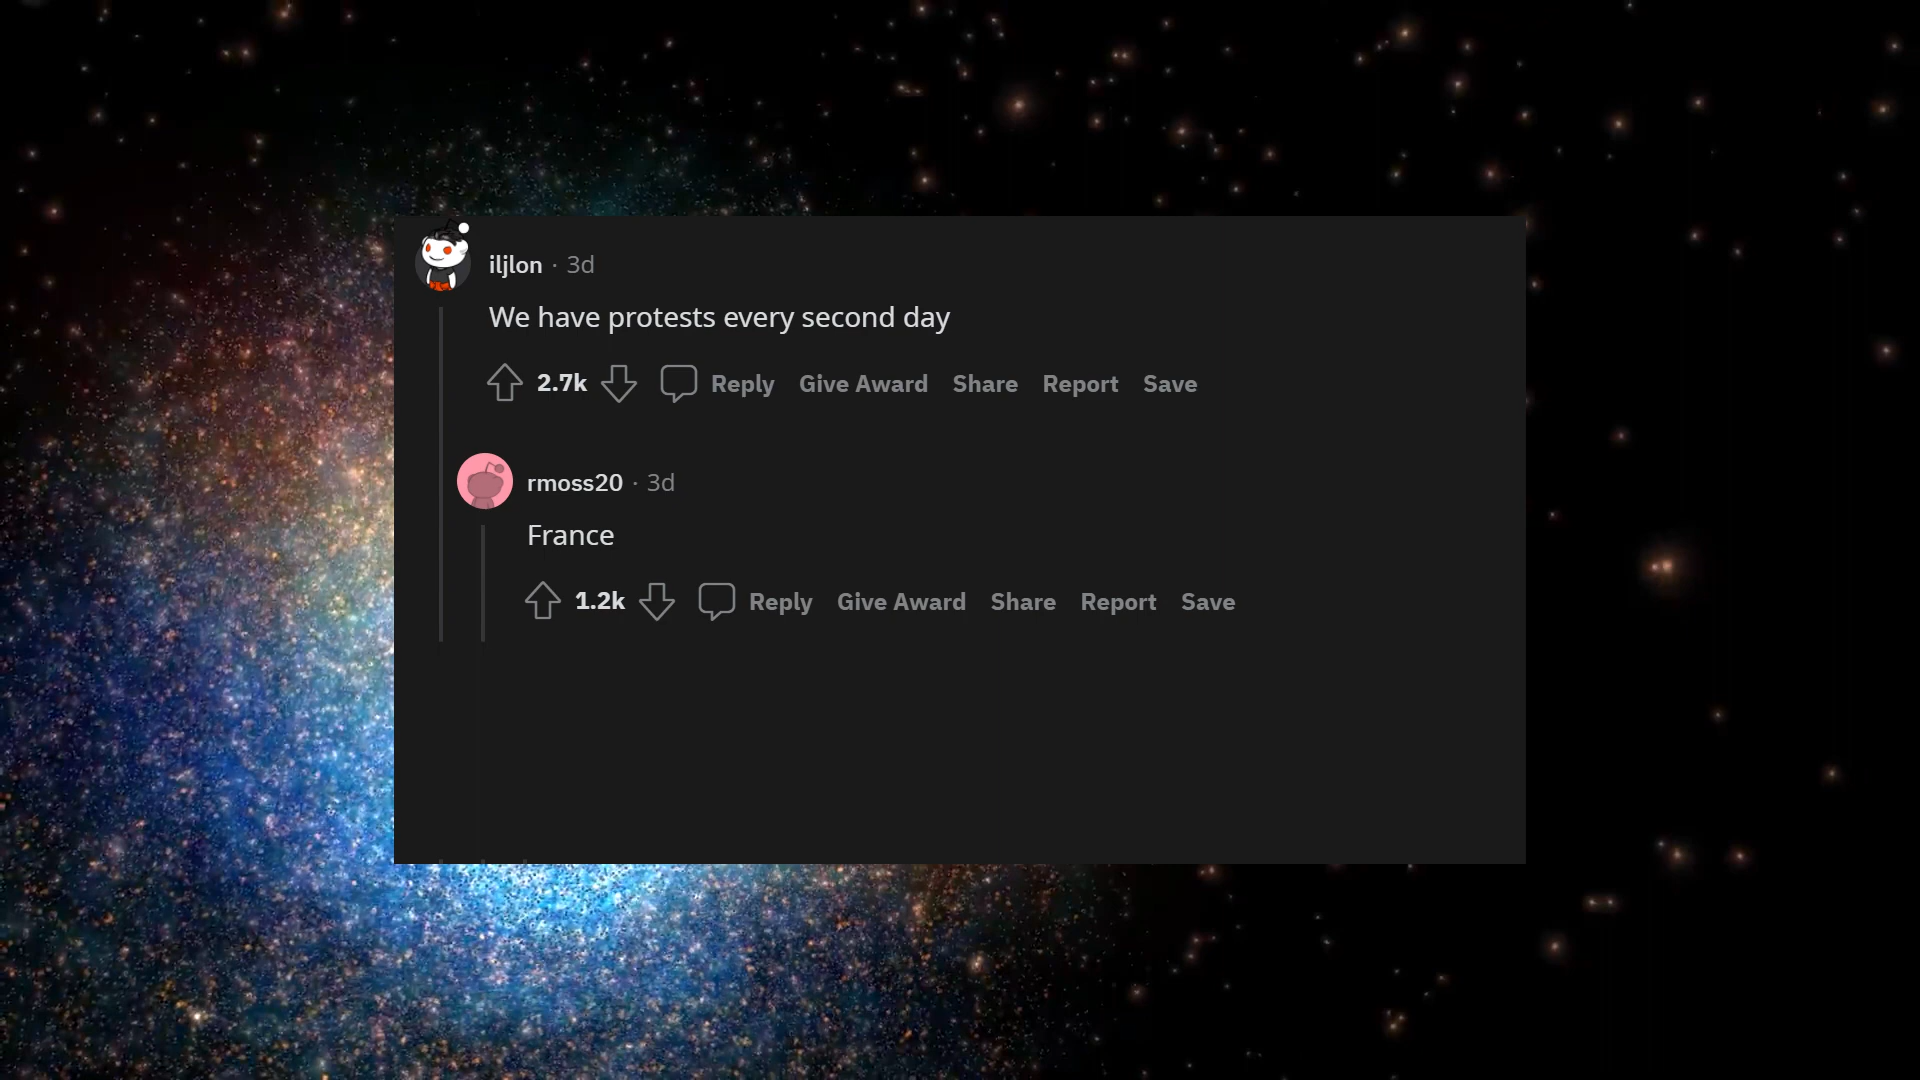 iljlon · 3d
We have protests every second day
2.7k Reply Give Award Share Report Save
rmoss20 · 3d
France
1.2k Reply Give Award Share Report Save